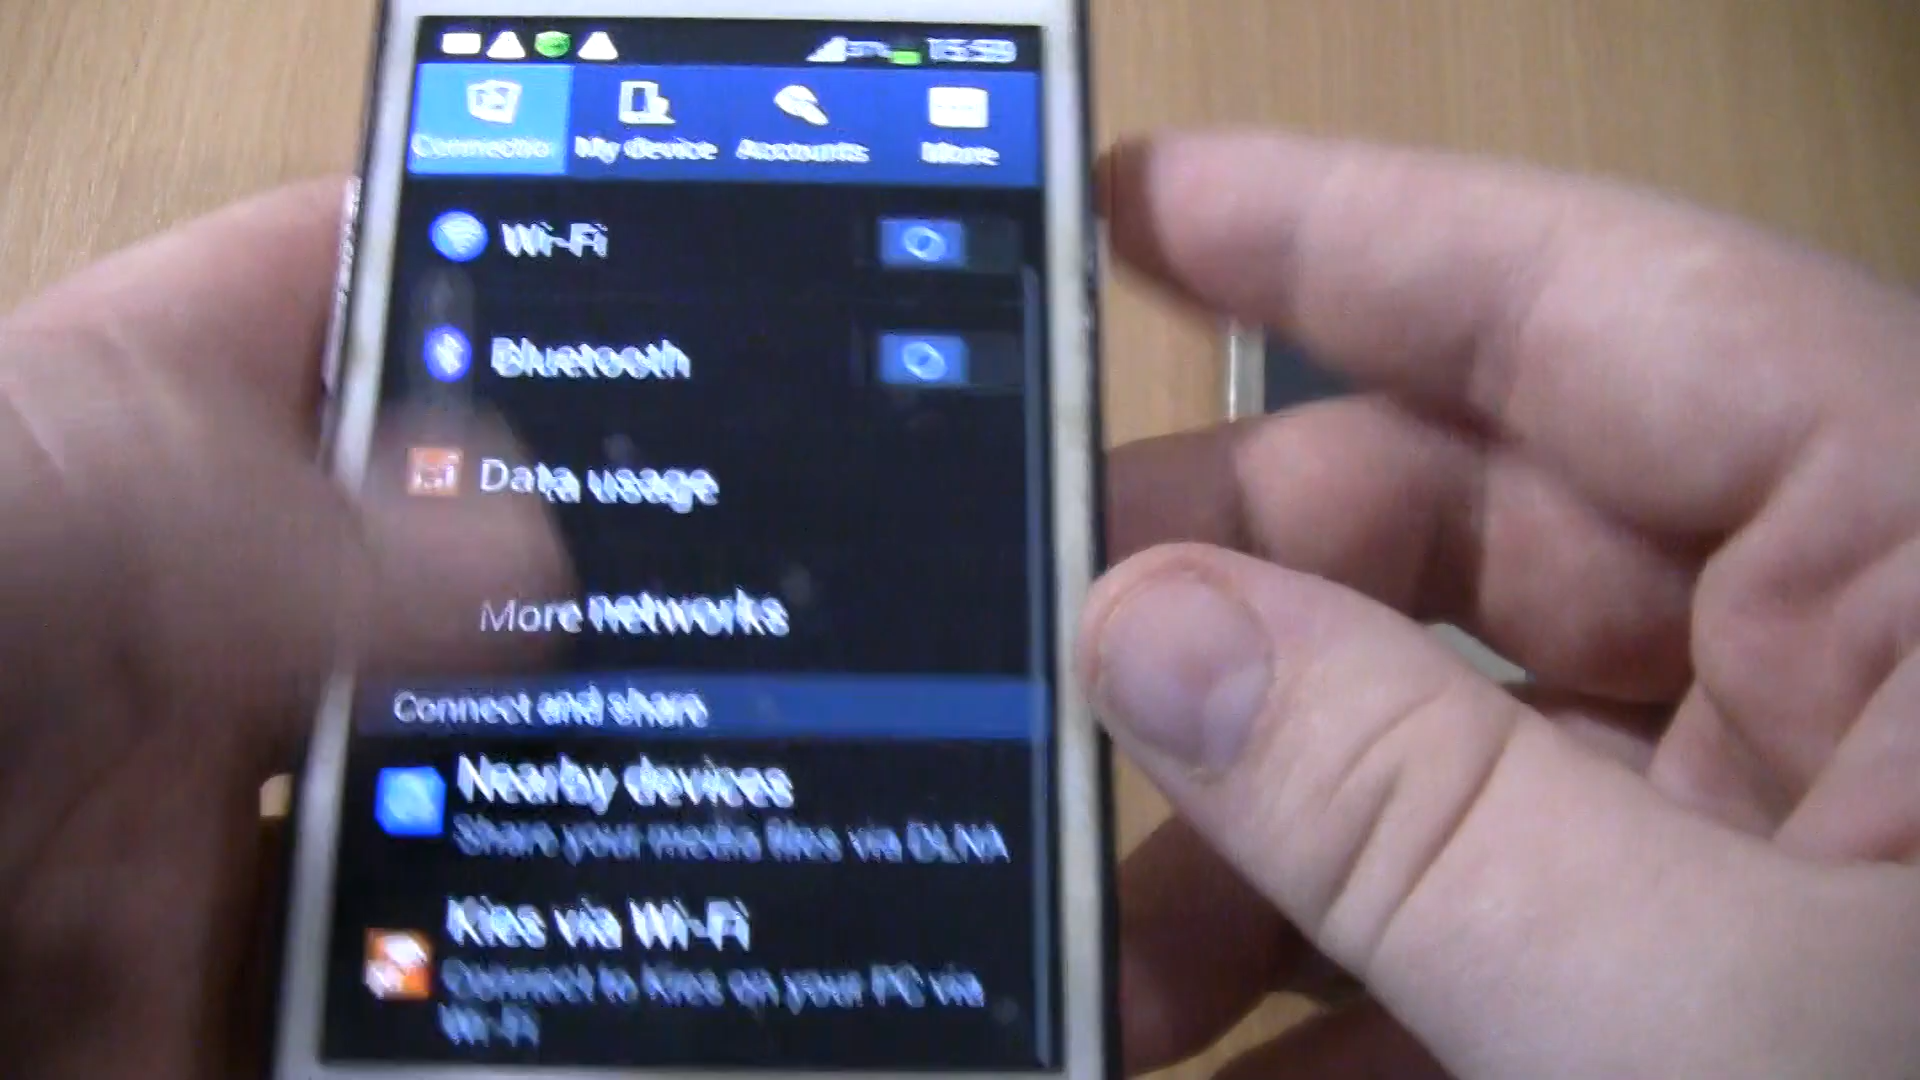 Connectio
My device
Accounts
More
Wi-Fi
Bluetooth
Data usage
More networks
Connect and share
Nearby devices
Share your media files via DLNA
Kies via Wi-Fi
Connect to Kies on your PC via
Wi-Fi